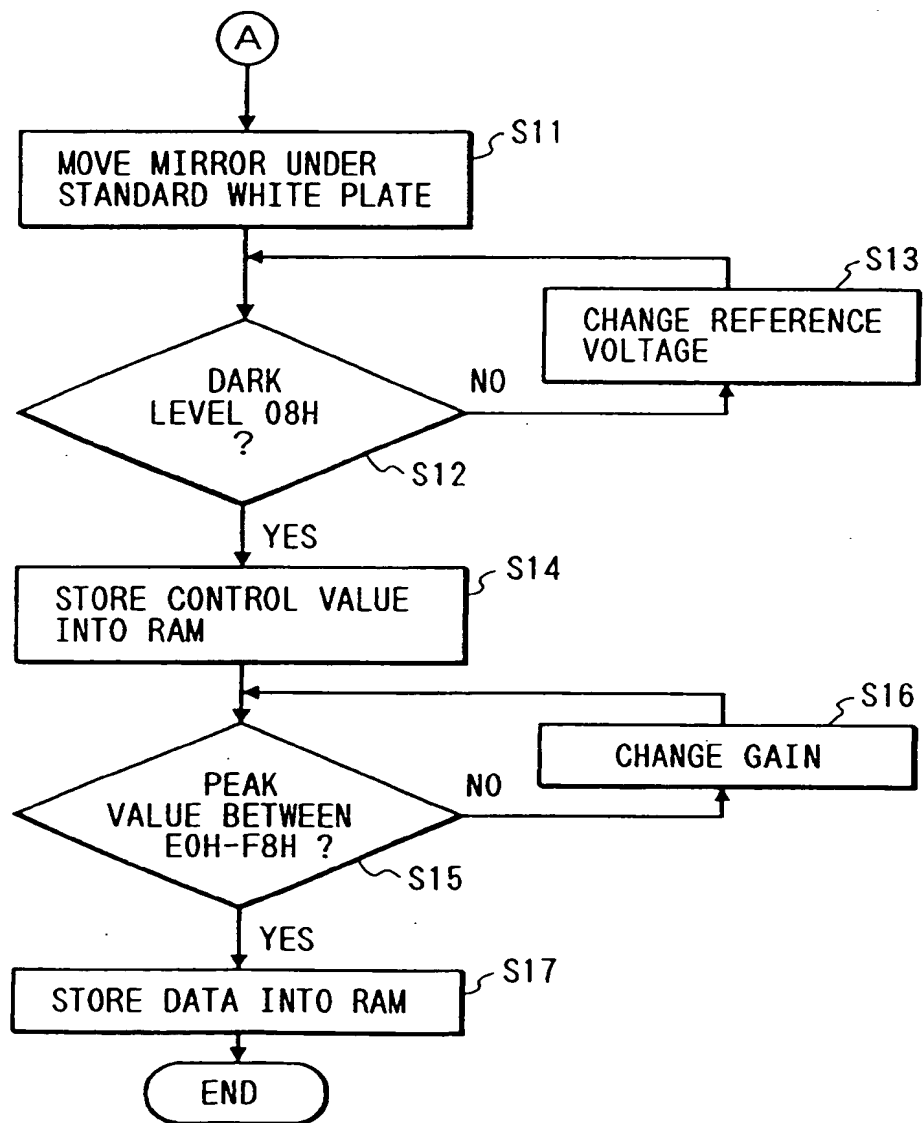 A
S11
MOVE MIRROR UNDER
STANDARD WHITE PLATE
S13
CHANGE REFERENCE
VOLTAGE
DARK
LEVEL 08H
?
NO
S12
YES
S14
STORE CONTROL VALUE
INTO RAM
S16
CHANGE GAIN
PEAK
VALUE BETWEEN
E0H-F8H ?
NO
S15
YES
S17
STORE DATA INTO RAM
END